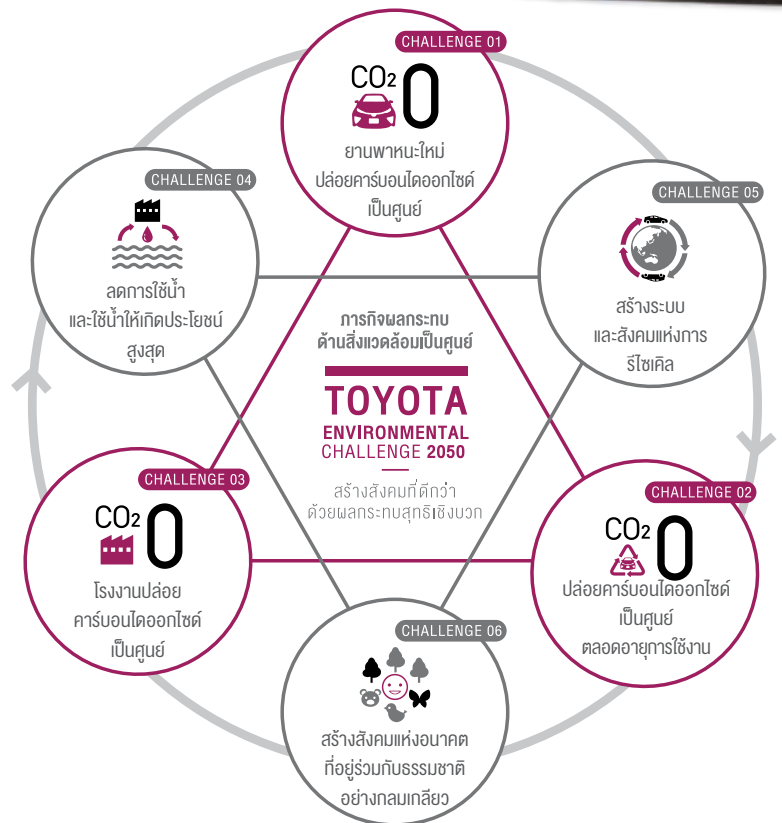 CHALLENGE 01
CO₂ 0
ยานพาหนะใหม่
ปล่อยคาร์บอนไดออกไซด์
เป็นศูนย์
CHALLENGE 04
ลดการใช้น้ำ
และใช้น้ำให้เกิดประโยชน์
สูงสุด
CHALLENGE 05
สร้างระบบ
และสังคมแห่งการ
รีไซเคิล
ภารกิจผลกระทบ
ด้านสิ่งแวดล้อมเป็นศูนย์
TOYOTA
ENVIRONMENTAL
CHALLENGE 2050
สร้างสังคมที่ดีกว่า
ด้วยผลกระทบสุทธิเชิงบวก
CHALLENGE 03
CO₂ 0
โรงงานปล่อย
คาร์บอนไดออกไซด์
เป็นศูนย์
CHALLENGE 02
CO₂ 0
ปล่อยคาร์บอนไดออกไซด์
เป็นศูนย์
ตลอดอายุการใช้งาน
CHALLENGE 06
สร้างสังคมแห่งอนาคต
ที่อยู่ร่วมกับธรรมชาติ
อย่างกลมเกลียว